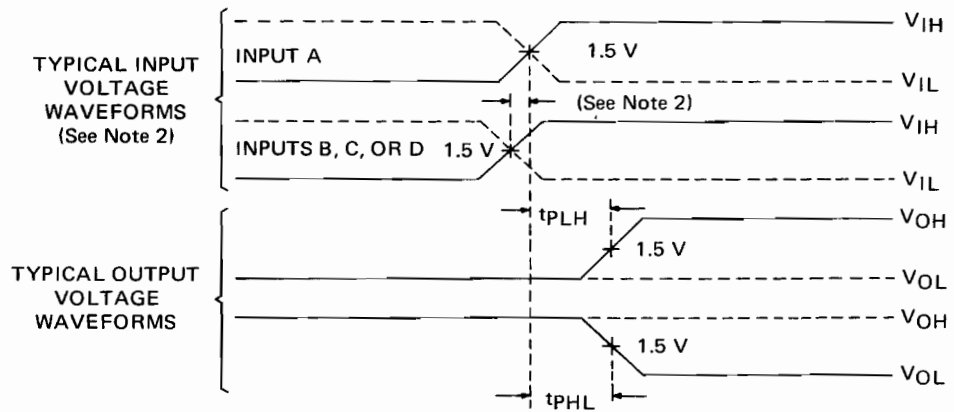 TYPICAL INPUT
VOLTAGE
WAVEFORMS
(See Note 2)
INPUT A
1.5 V
VIH
VIL
(See Note 2)
INPUTS B, C, OR D
1.5 V
VIH
VIL
TYPICAL OUTPUT
VOLTAGE
WAVEFORMS
tPLH
1.5 V
VOH
VOL
VOH
1.5 V
VOL
tPHL